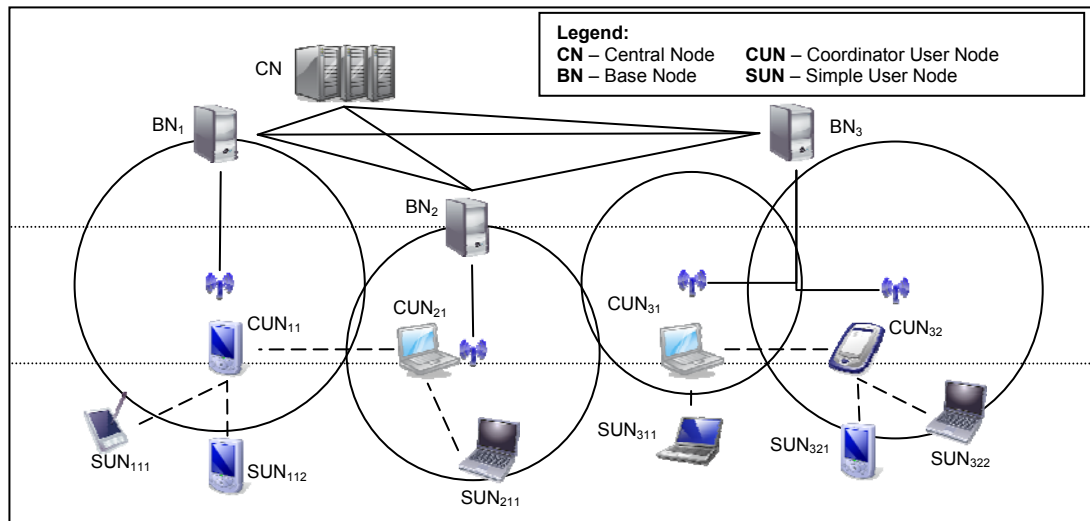 Legend:
CN – Central Node CUN – Coordinator User Node
BN – Base Node SUN – Simple User Node
CN
BN₁
BN₃
BN₂
CUN₁₁
CUN₂₁
CUN₃₁
CUN₃₂
SUN₁₁₁
SUN₁₁₂
SUN₂₁₁
SUN₃₁₁
SUN₃₂₁
SUN₃₂₂